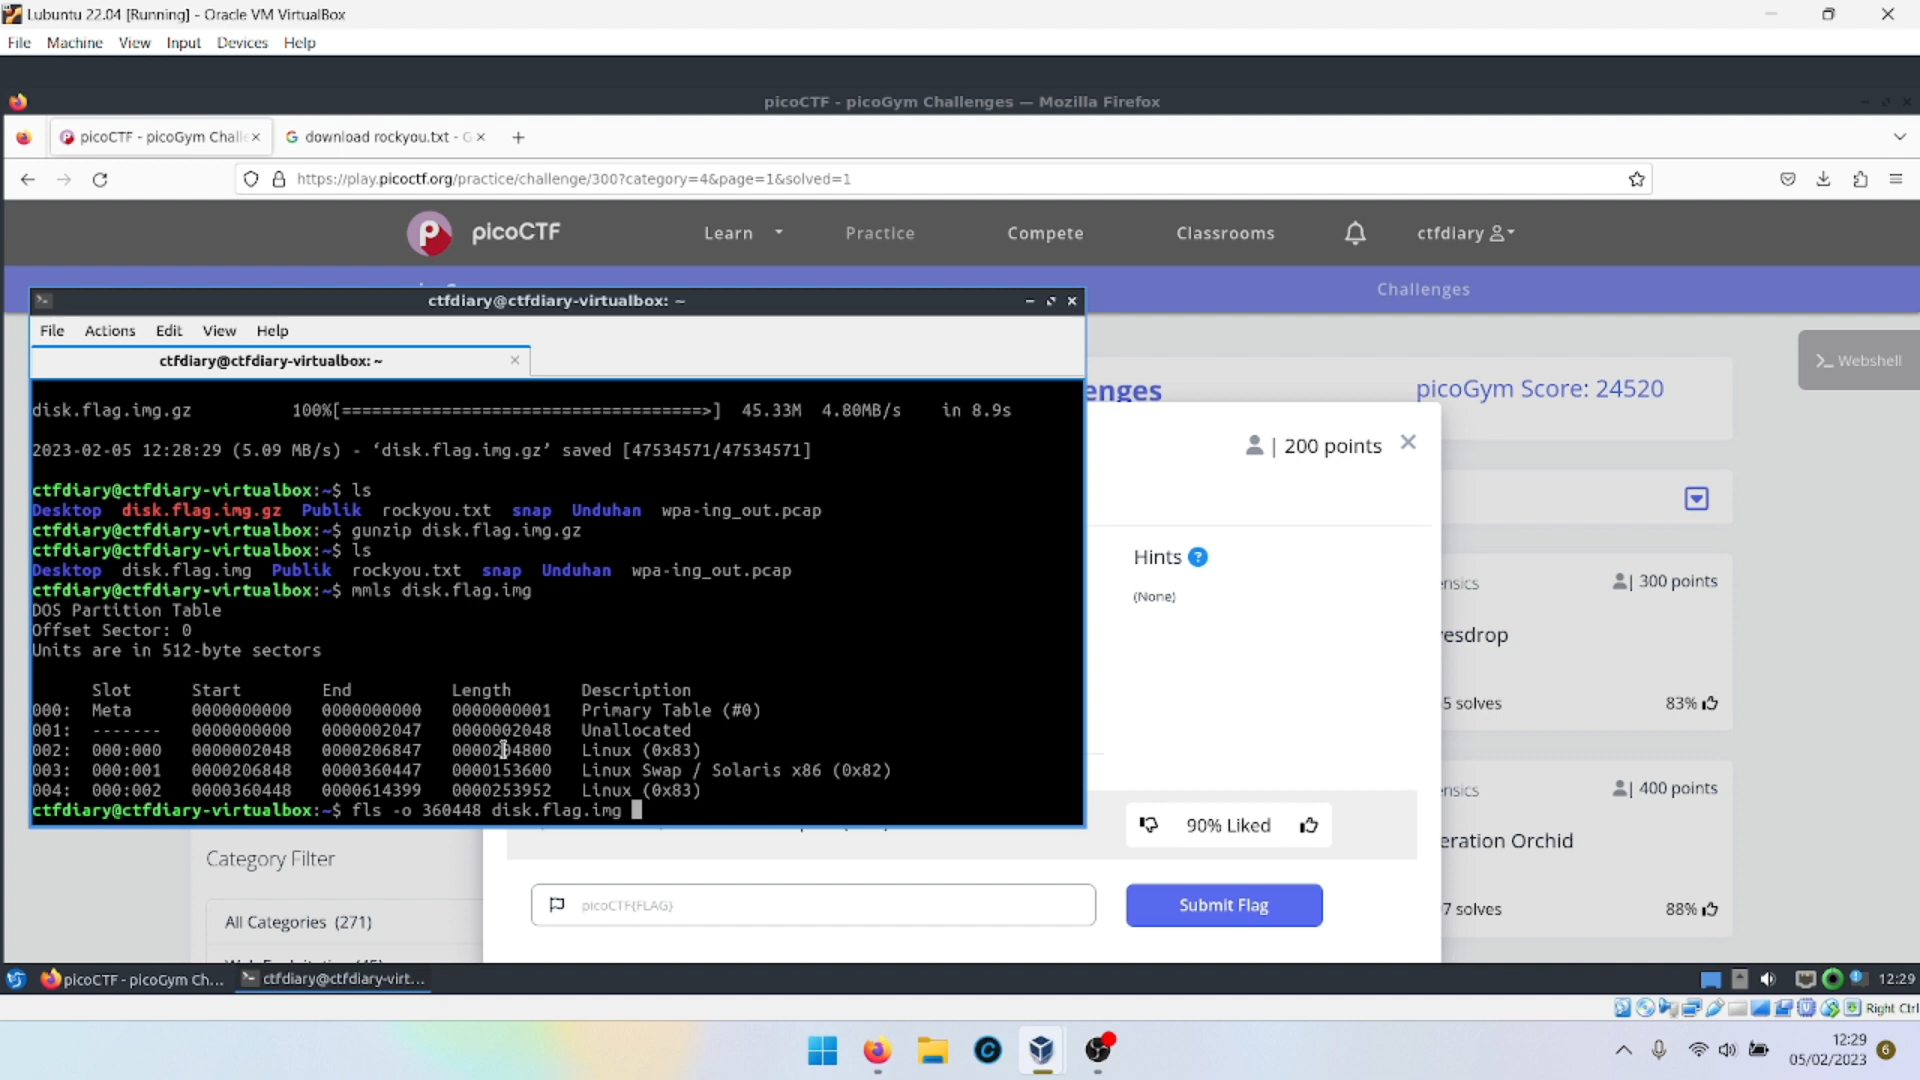 Lubuntu 22.04 [Running] - Oracle VM VirtualBox
File Machine View Input Devices Help
picoCTF - picoGym Challenges — Mozilla Firefox
picoCTF - picoGym Challe
download rockyou.txt - G
https://play.picoctf.org/practice/challenge/300?category=4&page=1&solved=1
picoCTF
Learn
Practice
Compete
Classrooms
ctfdiary
Challenges
ctfdiary@ctfdiary-virtualbox: ~
File Actions Edit View Help
ctfdiary@ctfdiary-virtualbox: ~
disk.flag.img.gz 100%[====================================>] 45.33M 4.80MB/s in 8.9s
2023-02-05 12:28:29 (5.09 MB/s) - ‘disk.flag.img.gz’ saved [47534571/47534571]
ctfdiary@ctfdiary-virtualbox:~$ ls
Desktop disk.flag.img.gz Publik rockyou.txt snap Unduhan wpa-ing_out.pcap
ctfdiary@ctfdiary-virtualbox:~$ gunzip disk.flag.img.gz
ctfdiary@ctfdiary-virtualbox:~$ ls
Desktop disk.flag.img Publik rockyou.txt snap Unduhan wpa-ing_out.pcap
ctfdiary@ctfdiary-virtualbox:~$ mmls disk.flag.img
DOS Partition Table
Offset Sector: 0
Units are in 512-byte sectors
Slot Start End Length Description
000: Meta 0000000000 0000000000 0000000001 Primary Table (#0)
001: ------- 0000000000 0000002047 0000002048 Unallocated
002: 000:000 0000002048 0000206847 0000204800 Linux (0x83)
003: 000:001 0000206848 0000360447 0000153600 Linux Swap / Solaris x86 (0x82)
004: 000:002 0000360448 0000614399 0000253952 Linux (0x83)
ctfdiary@ctfdiary-virtualbox:~$ fls -o 360448 disk.flag.img
Webshell
enges
picoGym Score: 24520
| 200 points
Hints
(None)
ensics
| 300 points
vesdrop
5 solves
83%
ensics
| 400 points
eration Orchid
7 solves
88%
90% Liked
picoCTF{FLAG}
Submit Flag
Category Filter
All Categories (271)
picoCTF - picoGym Ch...
ctfdiary@ctfdiary-virt...
12:29
Right Ctrl
12:29
05/02/2023
6